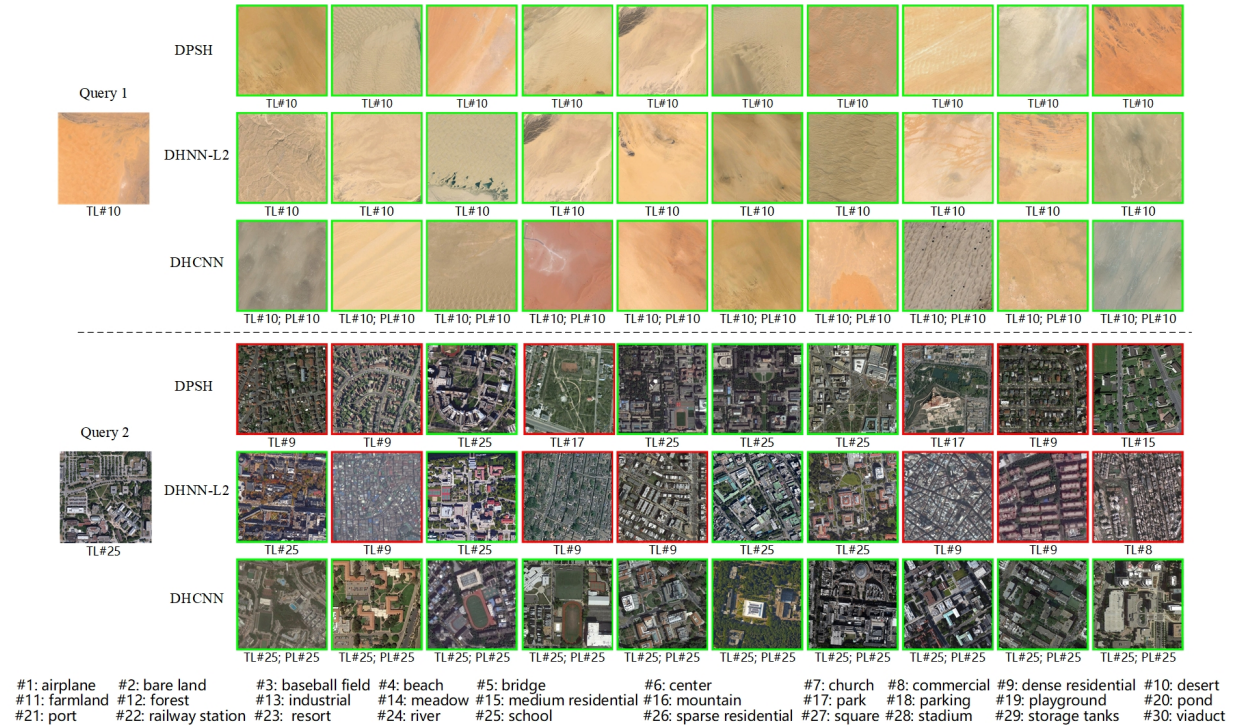 DPSH
TL#10 TL#10 TL#10 TL#10 TL#10 TL#10 TL#10 TL#10 TL#10 TL#10
Query 1
DHNN-L2
TL#10
TL#10 TL#10 TL#10 TL#10 TL#10 TL#10 TL#10 TL#10 TL#10 TL#10
DHCNN
TL#10; PL#10 TL#10; PL#10 TL#10; PL#10 TL#10; PL#10 TL#10; PL#10 TL#10; PL#10 TL#10; PL#10 TL#10; PL#10 TL#10; PL#10 TL#10; PL#10
DPSH
TL#9 TL#9 TL#25 TL#17 TL#25 TL#25 TL#25 TL#17 TL#9 TL#15
Query 2
DHNN-L2
TL#25
TL#25 TL#9 TL#25 TL#9 TL#9 TL#25 TL#25 TL#9 TL#9 TL#8
DHCNN
TL#25; PL#25 TL#25; PL#25 TL#25; PL#25 TL#25; PL#25 TL#25; PL#25 TL#25; PL#25 TL#25; PL#25 TL#25; PL#25 TL#25; PL#25 TL#25; PL#25
#1: airplane #2: bare land #3: baseball field #4: beach #5: bridge #6: center #7: church #8: commercial #9: dense residential #10: desert
#11: farmland #12: forest #13: industrial #14: meadow #15: medium residential #16: mountain #17: park #18: parking #19: playground #20: pond
#21: port #22: railway station #23: resort #24: river #25: school #26: sparse residential #27: square #28: stadium #29: storage tanks #30: viaduct